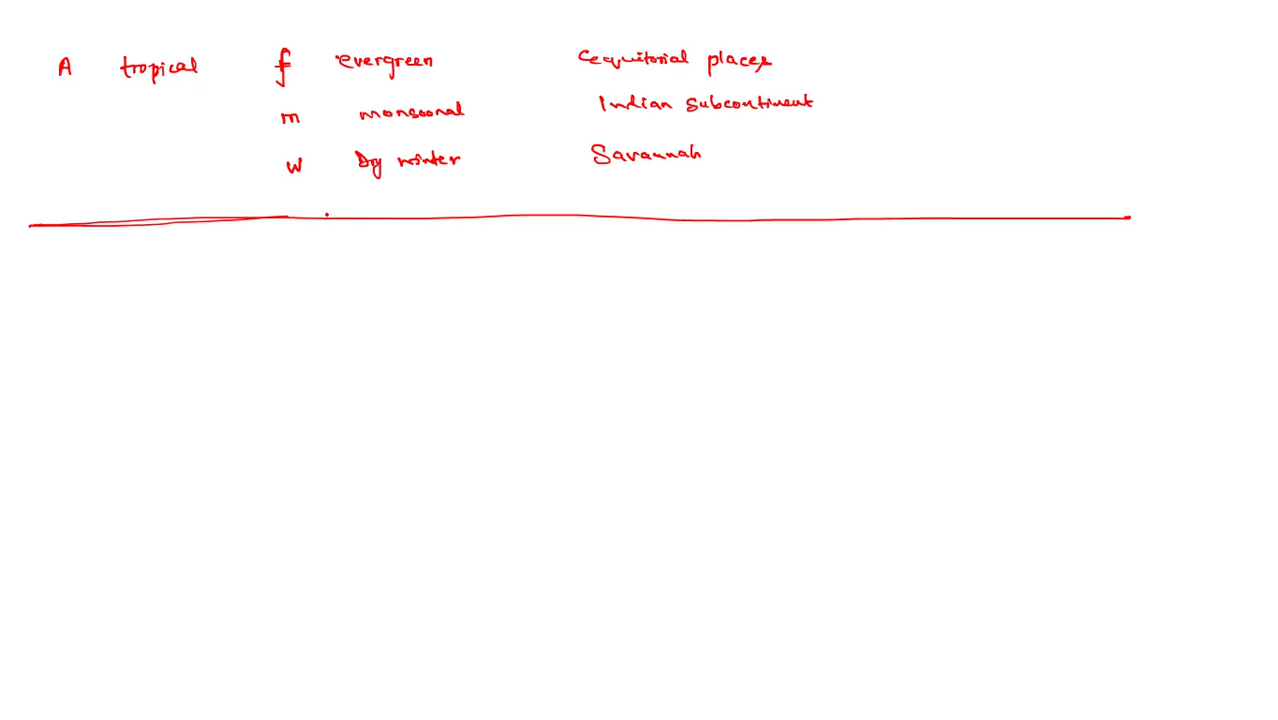 A tropical f evergreen equitorial places
m monsoonal Indian subcontinent
w Dry winter Savannah